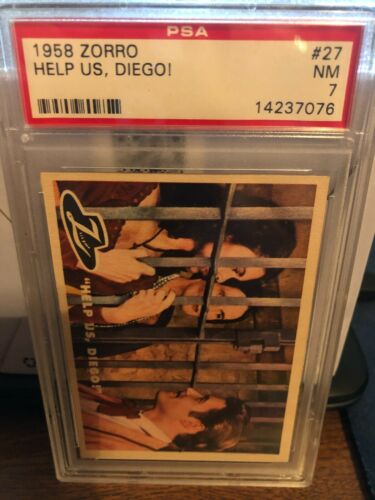 PSA
1958 ZORRO #27
HELP US, DIEGO! NM
7
14237076
"HELP US, DIEGO!"